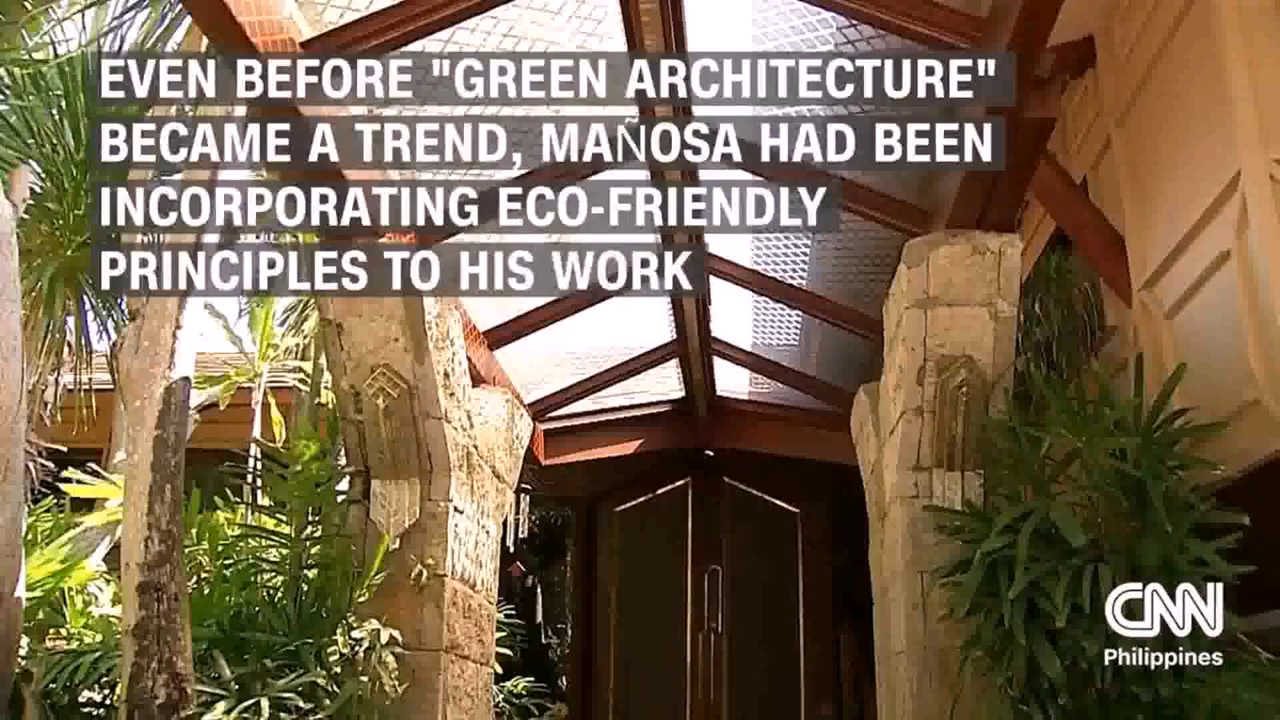 EVEN BEFORE "GREEN ARCHITECTURE"
BECAME A TREND, MAÑOSA HAD BEEN
INCORPORATING ECO-FRIENDLY
PRINCIPLES TO HIS WORK
CNN
Philippines